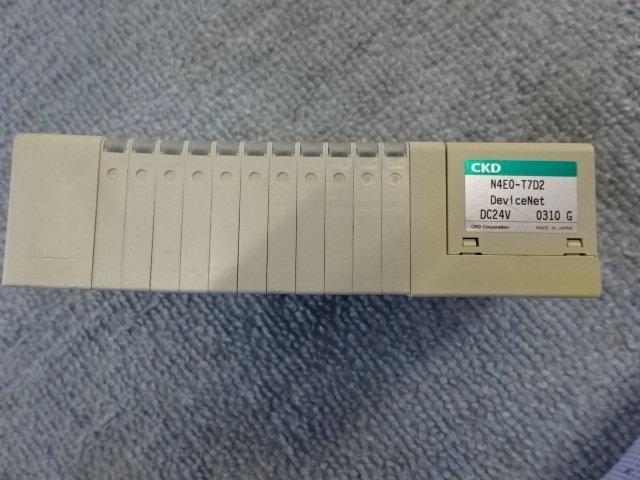 CKD
N4E0-T7D2
DeviceNet
DC24V 0310 G
CKD Corporation MADE IN JAPAN